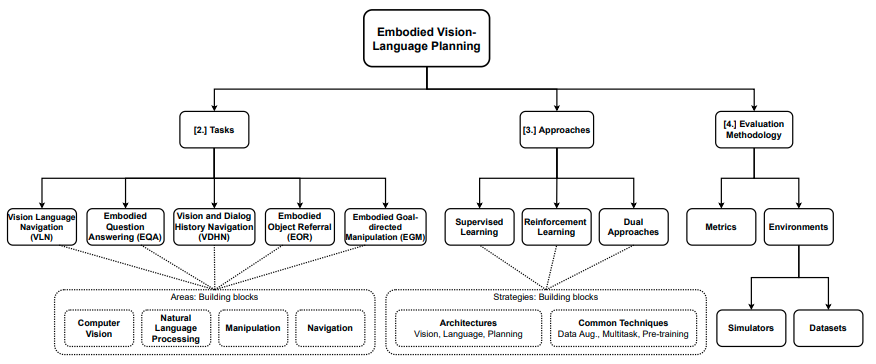 Embodied Vision-
Language Planning
[2.] Tasks
[3.] Approaches
[4.] Evaluation
Methodology
Vision Language
Navigation
(VLN)
Embodied
Question
Answering (EQA)
Vision and Dialog
History Navigation
(VDHN)
Embodied
Object Referral
(EOR)
Embodied Goal-
directed
Manipulation (EGM)
Supervised
Learning
Reinforcement
Learning
Dual
Approaches
Metrics
Environments
Areas: Building blocks
Computer
Vision
Natural
Language
Processing
Manipulation
Navigation
Strategies: Building blocks
Architectures
Vision, Language, Planning
Common Techniques
Data Aug., Multitask, Pre-training
Simulators
Datasets